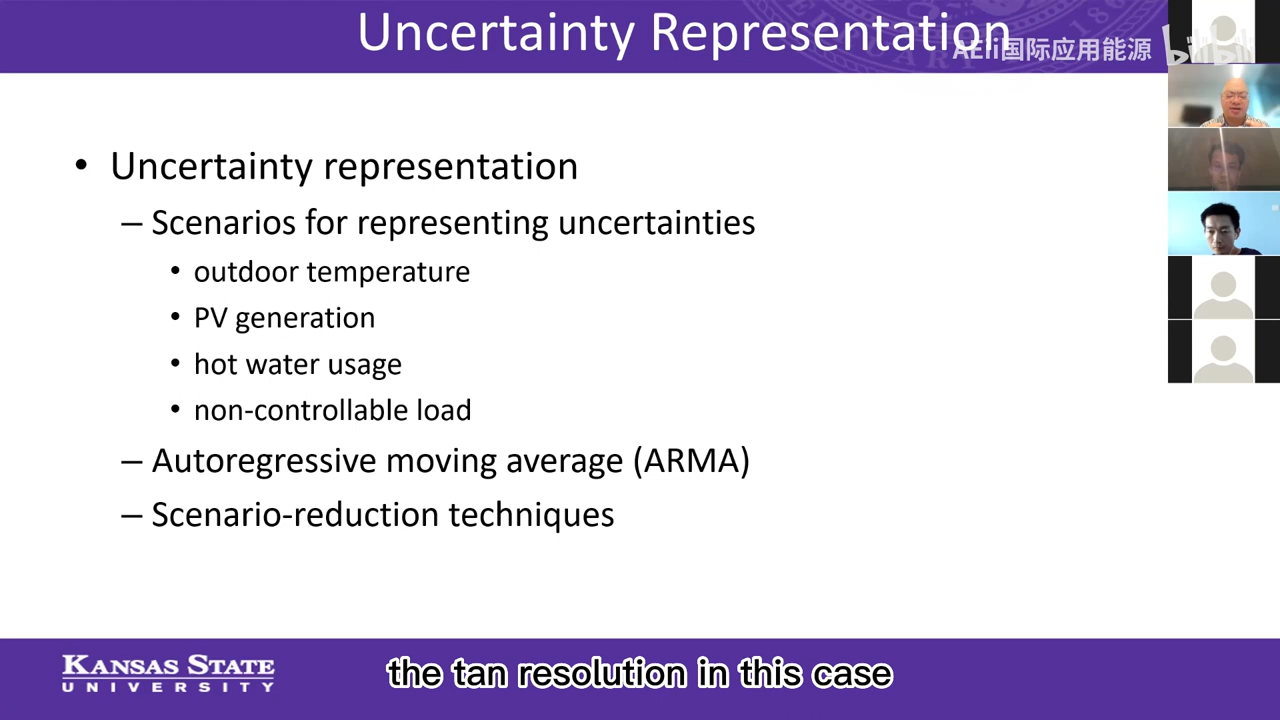 Uncertainty Representation
AEii国际应用能源
bilibili
• Uncertainty representation
– Scenarios for representing uncertainties
• outdoor temperature
• PV generation
• hot water usage
• non-controllable load
– Autoregressive moving average (ARMA)
– Scenario-reduction techniques
KANSAS STATE
UNIVERSITY
the tan resolution in this case